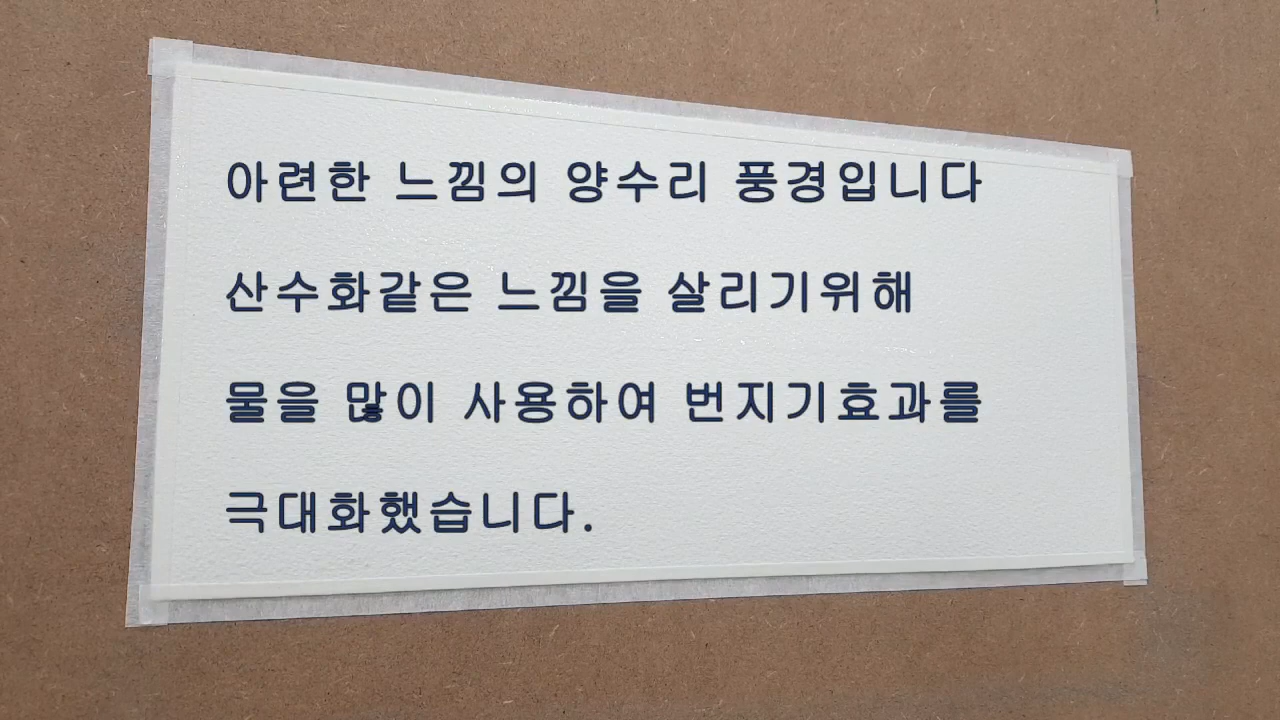 아련한 느낌의 양수리 풍경입니다
산수화같은 느낌을 살리기위해
물을 많이 사용하여 번지기효과를
극대화했습니다.